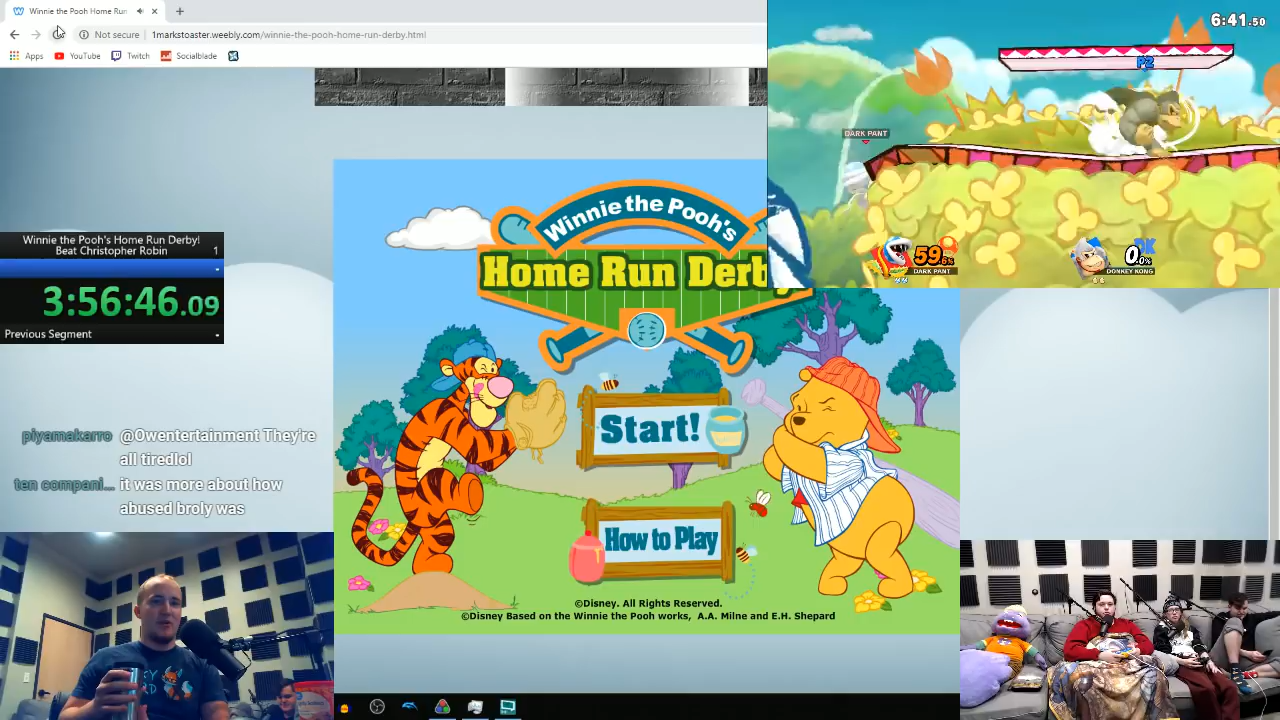 Winnie the Pooh Home Run
Not secure
1markstoaster.weebly.com/winnie-the-pooh-home-run-derby.html
Apps
YouTube
Twitch
Socialblade
6:41.50
P2
DARK PANT
59.6%
DARK PANT
DK
0.0%
DONKEY KONG
Winnie the Pooh's
Home Run Derby
Winnie the Pooh's Home Run Derby!
Beat Christopher Robin 1
-
3:56:46.09
Previous Segment -
Start!
How to Play
©Disney. All Rights Reserved.
©Disney Based on the Winnie the Pooh works, A.A. Milne and E.H. Shepard
piyamakarro @Owentertainment They're
all tiredlol
ten compani... it was more about how
abused broly was